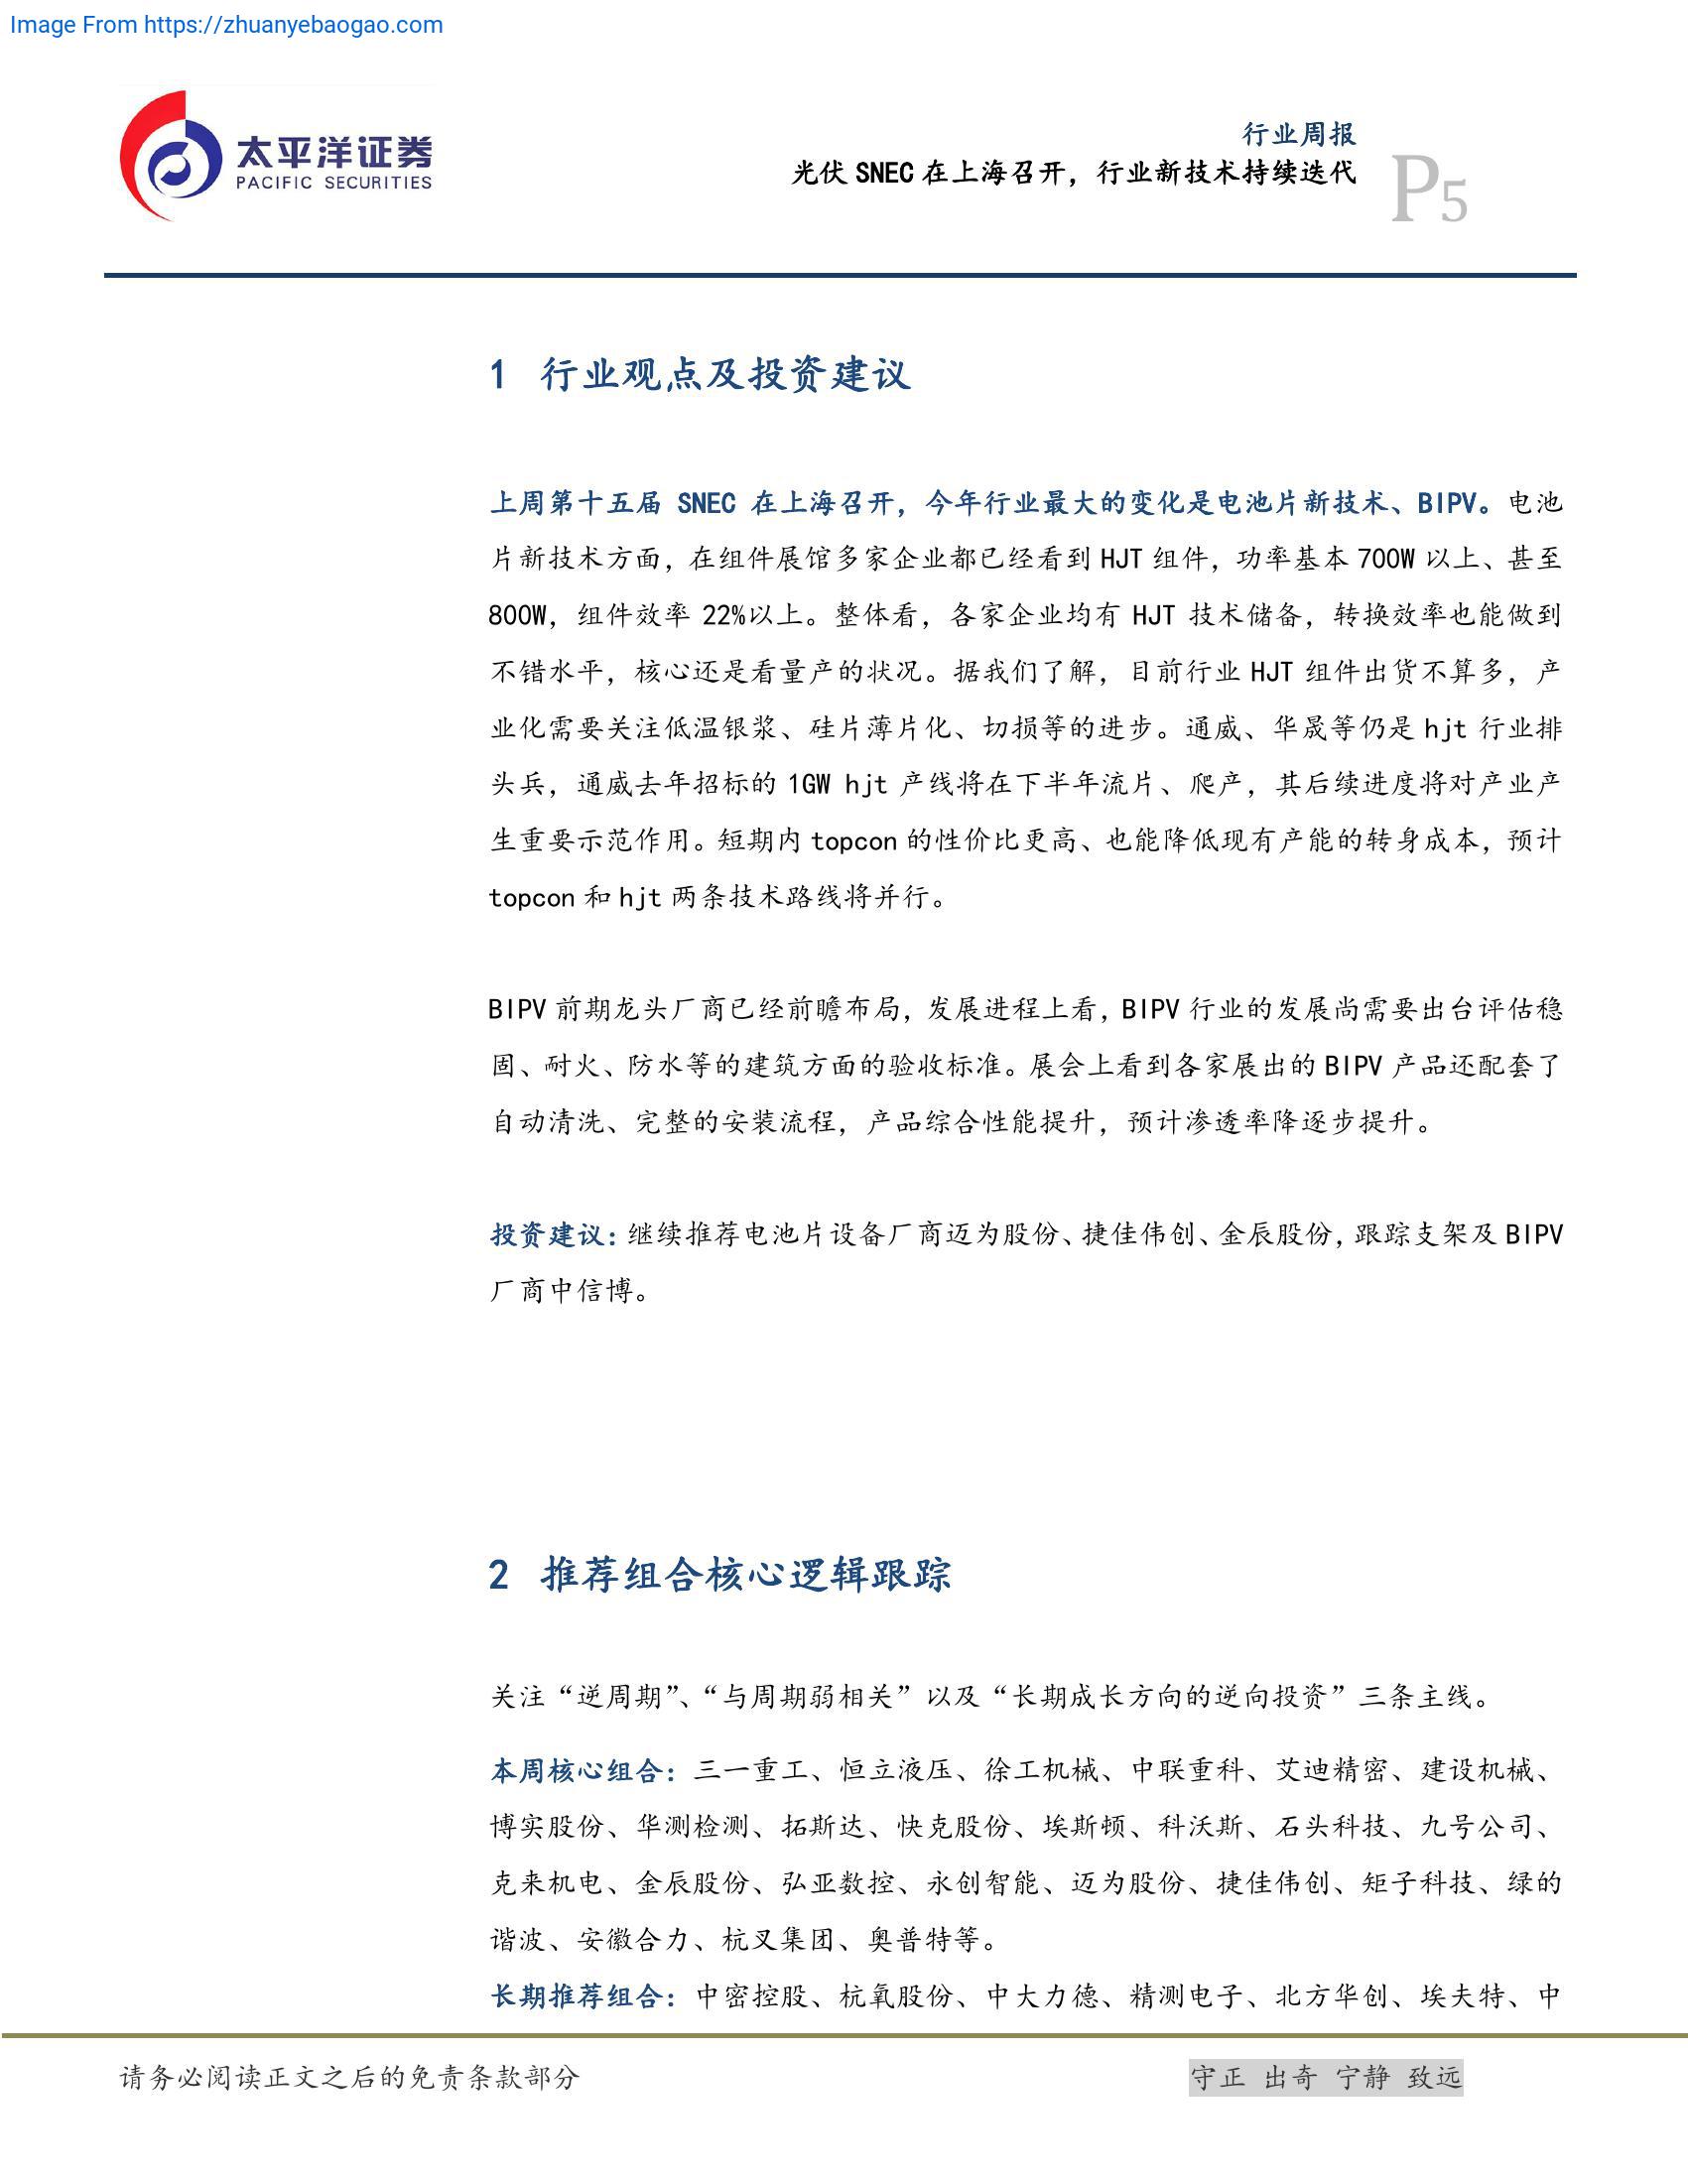 Image From https://zhuanyebaogao.com
太平洋证券
PACIFIC SECURITIES
行业周报
光伏 SNEC 在上海召开，行业新技术持续迭代
P5
1 行业观点及投资建议
上周第十五届 SNEC 在上海召开，今年行业最大的变化是电池片新技术、BIPV。电池
片新技术方面，在组件展馆多家企业都已经看到 HJT 组件，功率基本 700W 以上、甚至
800W，组件效率 22%以上。整体看，各家企业均有 HJT 技术储备，转换效率也能做到
不错水平，核心还是看量产的状况。据我们了解，目前行业 HJT 组件出货不算多，产
业化需要关注低温银浆、硅片薄片化、切损等的进步。通威、华晟等仍是 hjt 行业排
头兵，通威去年招标的 1GW hjt 产线将在下半年流片、爬产，其后续进度将对产业产
生重要示范作用。短期内 topcon 的性价比更高、也能降低现有产能的转身成本，预计
topcon 和 hjt 两条技术路线将并行。
BIPV 前期龙头厂商已经前瞻布局，发展进程上看，BIPV 行业的发展尚需要出台评估稳
固、耐火、防水等的建筑方面的验收标准。展会上看到各家展出的 BIPV 产品还配套了
自动清洗、完整的安装流程，产品综合性能提升，预计渗透率降逐步提升。
投资建议：继续推荐电池片设备厂商迈为股份、捷佳伟创、金辰股份，跟踪支架及 BIPV
厂商中信博。
2 推荐组合核心逻辑跟踪
关注“逆周期”、“与周期弱相关”以及“长期成长方向的逆向投资”三条主线。
本周核心组合：三一重工、恒立液压、徐工机械、中联重科、艾迪精密、建设机械、
博实股份、华测检测、拓斯达、快克股份、埃斯顿、科沃斯、石头科技、九号公司、
克来机电、金辰股份、弘亚数控、永创智能、迈为股份、捷佳伟创、矩子科技、绿的
谐波、安徽合力、杭叉集团、奥普特等。
长期推荐组合：中密控股、杭氧股份、中大力德、精测电子、北方华创、埃夫特、中
请务必阅读正文之后的免责条款部分
守正 出奇 宁静 致远